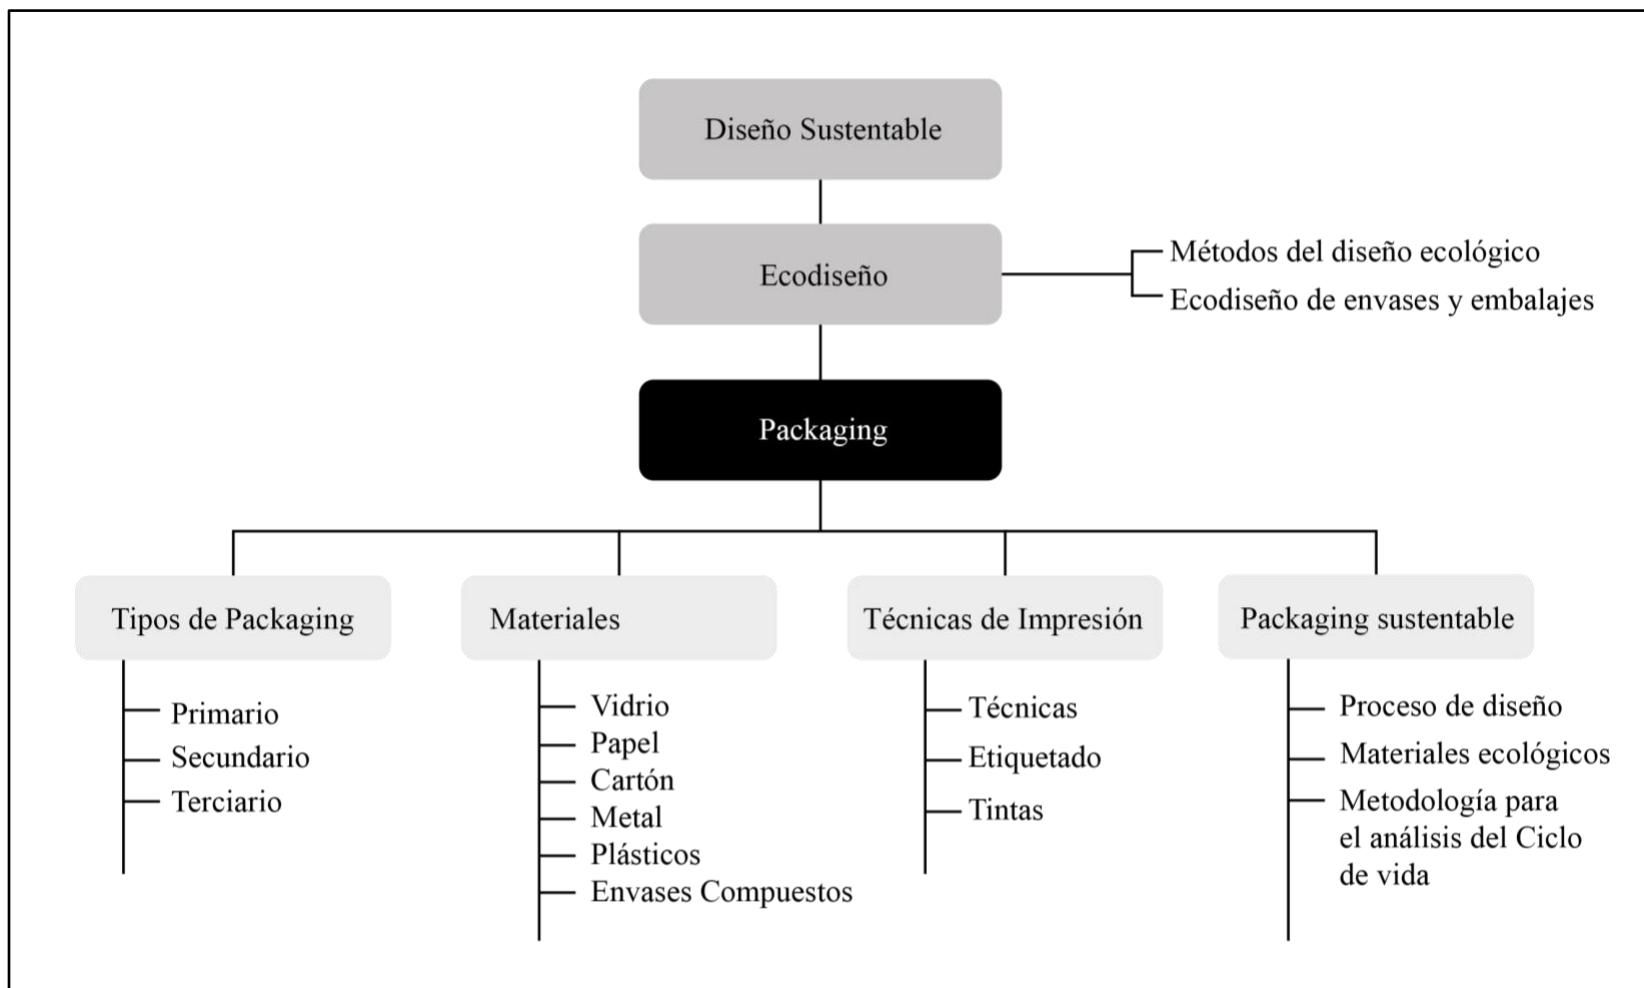 Diseño Sustentable
Ecodiseño
Métodos del diseño ecológico
Ecodiseño de envases y embalajes
Packaging
Tipos de Packaging
Primario
Secundario
Terciario
Materiales
Vidrio
Papel
Cartón
Metal
Plásticos
Envases Compuestos
Técnicas de Impresión
Técnicas
Etiquetado
Tintas
Packaging sustentable
Proceso de diseño
Materiales ecológicos
Metodología para
el análisis del Ciclo
de vida